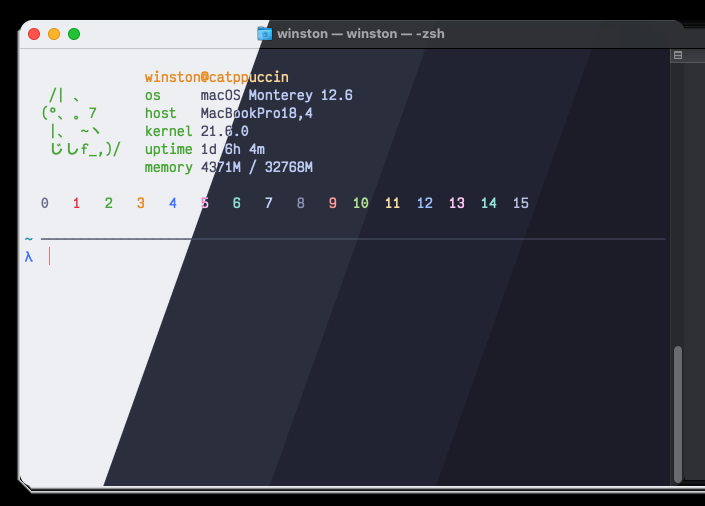 winston — winston — -zsh
winston@catppuccin
/| 、 os macOS Monterey 12.6
(°、 。7 host MacBookPro18,4
|、 ~ヽ kernel 21.6.0
じしf_,)/ uptime 1d 6h 4m
memory 4371M / 32768M
0 1 2 3 4 5 6 7 8 9 10 11 12 13 14 15
~
λ